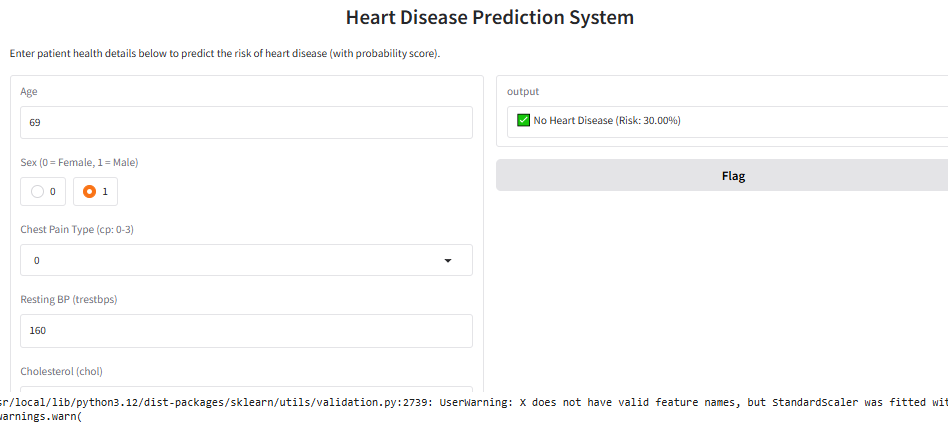 Heart Disease Prediction System
Enter patient health details below to predict the risk of heart disease (with probability score).
Age
69
Sex (0 = Female, 1 = Male)
0 1
Chest Pain Type (cp: 0-3)
0
Resting BP (trestbps)
160
Cholesterol (chol)
output
✅ No Heart Disease (Risk: 30.00%)
Flag
sr/local/lib/python3.12/dist-packages/sklearn/utils/validation.py:2739: UserWarning: X does not have valid feature names, but StandardScaler was fitted wit
warnings.warn(